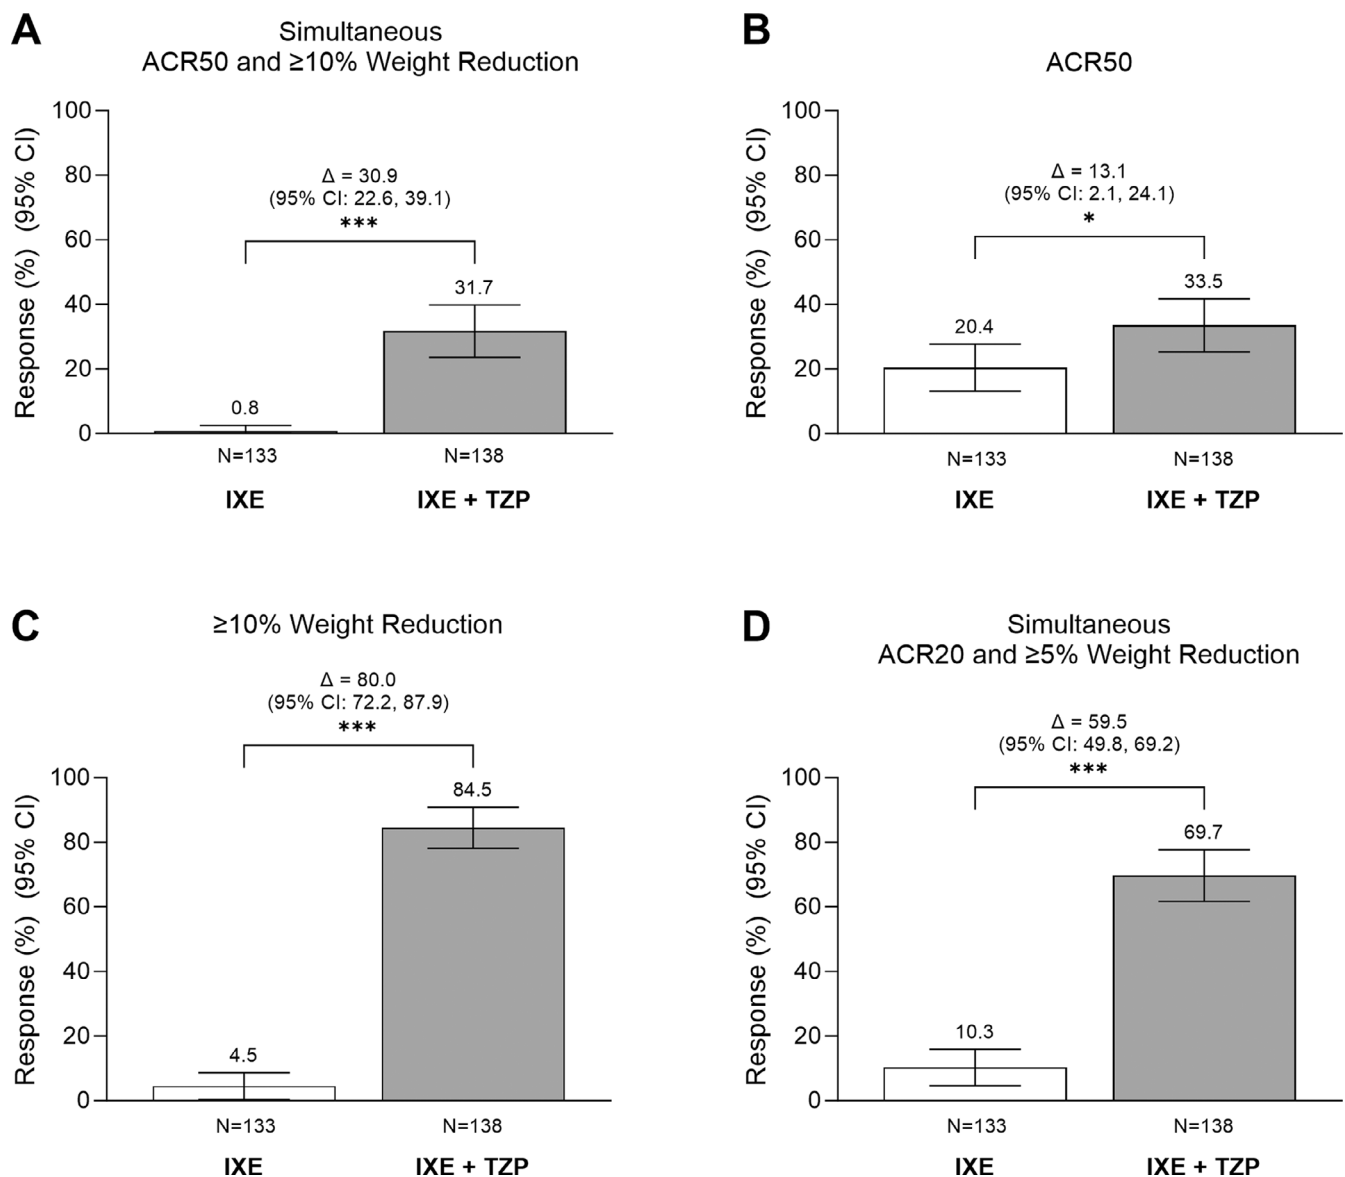 A
Simultaneous
ACR50 and ≥10% Weight Reduction
Response (%) (95% CI)
100
80
60
40
20
0
Δ = 30.9
(95% CI: 22.6, 39.1)
***
0.8
31.7
N=133
N=138
IXE
IXE + TZP
B
ACR50
Response (%) (95% CI)
100
80
60
40
20
0
Δ = 13.1
(95% CI: 2.1, 24.1)
*
20.4
33.5
N=133
N=138
IXE
IXE + TZP
C
≥10% Weight Reduction
Δ = 80.0
(95% CI: 72.2, 87.9)
***
Response (%) (95% CI)
100
80
60
40
20
0
4.5
84.5
N=133
N=138
IXE
IXE + TZP
D
Simultaneous
ACR20 and ≥5% Weight Reduction
Δ = 59.5
(95% CI: 49.8, 69.2)
***
Response (%) (95% CI)
100
80
60
40
20
0
10.3
69.7
N=133
N=138
IXE
IXE + TZP